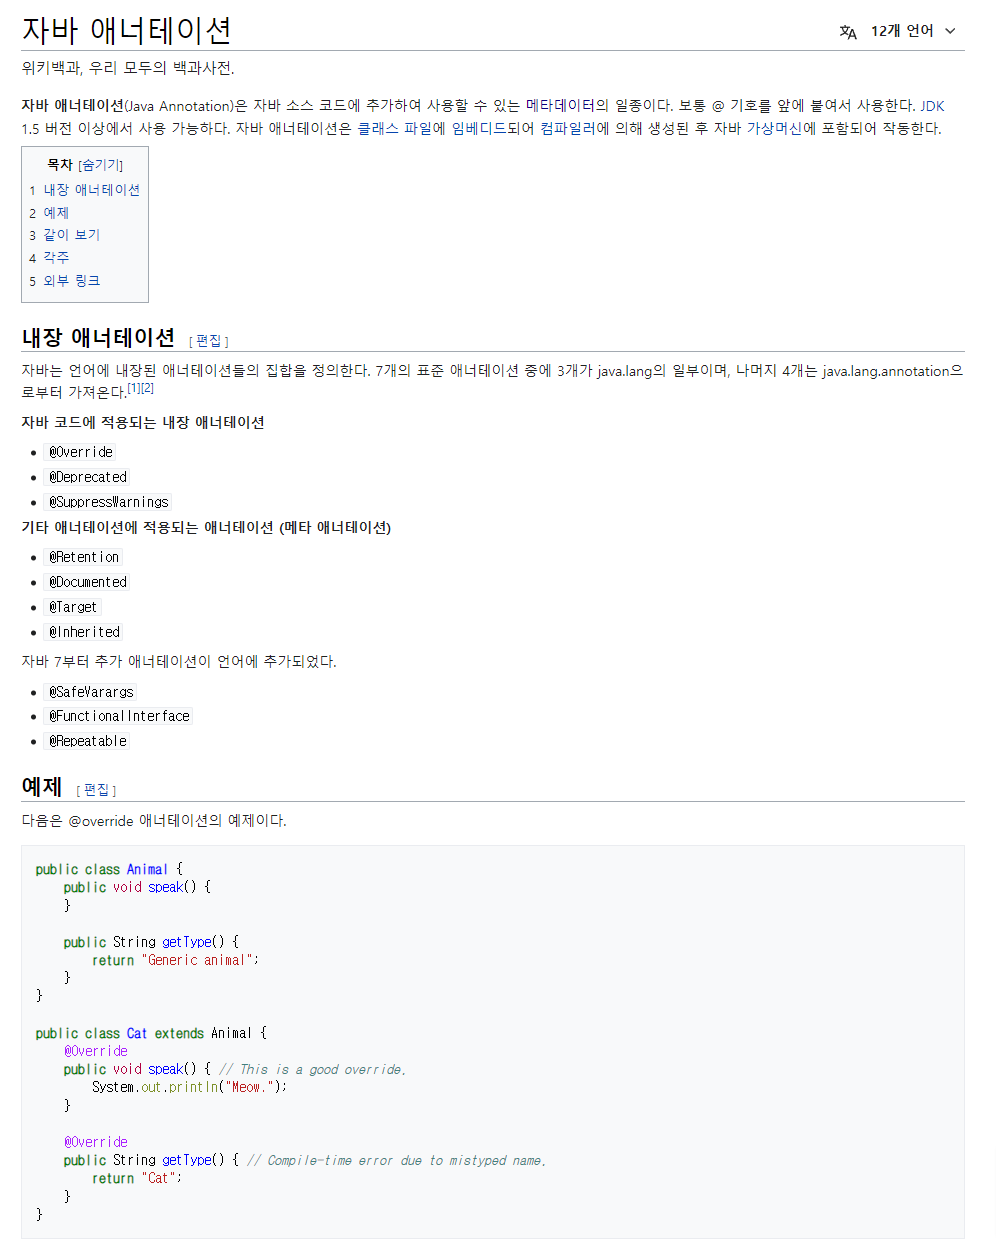 자바 애너테이션
12개 언어
위키백과, 우리 모두의 백과사전.
자바 애너테이션(Java Annotation)은 자바 소스 코드에 추가하여 사용할 수 있는 메타데이터의 일종이다. 보통 @ 기호를 앞에 붙여서 사용한다. JDK
1.5 버전 이상에서 사용 가능하다. 자바 애너테이션은 클래스 파일에 임베디드되어 컴파일러에 의해 생성된 후 자바 가상머신에 포함되어 작동한다.
목차 [숨기기]
1 내장 애너테이션
2 예제
3 같이 보기
4 각주
5 외부 링크
내장 애너테이션 [ 편집 ]
자바는 언어에 내장된 애너테이션들의 집합을 정의한다. 7개의 표준 애너테이션 중에 3개가 java.lang의 일부이며, 나머지 4개는 java.lang.annotation으
로부터 가져온다.[1][2]
자바 코드에 적용되는 내장 애너테이션
• @Override
• @Deprecated
• @SuppressWarnings
기타 애너테이션에 적용되는 애너테이션 (메타 애너테이션)
• @Retention
• @Documented
• @Target
• @Inherited
자바 7부터 추가 애너테이션이 언어에 추가되었다.
• @SafeVarargs
• @FunctionalInterface
• @Repeatable
예제 [ 편집 ]
다음은 @override 애너테이션의 예제이다.
public class Animal {
    public void speak() {
    }

    public String getType() {
        return "Generic animal";
    }
}

public class Cat extends Animal {
    @Override
    public void speak() { // This is a good override.
        System.out.println("Meow.");
    }

    @Override
    public String getType() { // Compile-time error due to mistyped name.
        return "Cat";
    }
}